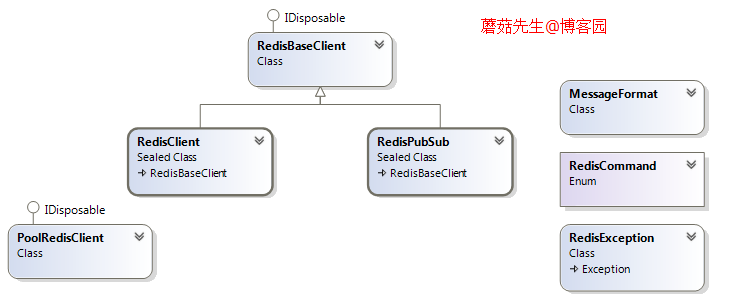 IDisposable
蘑菇先生@博客园
RedisBaseClient
Class
MessageFormat
Class
RedisClient
Sealed Class
RedisBaseClient
RedisPubSub
Sealed Class
RedisBaseClient
RedisCommand
Enum
IDisposable
PoolRedisClient
Class
RedisException
Class
Exception